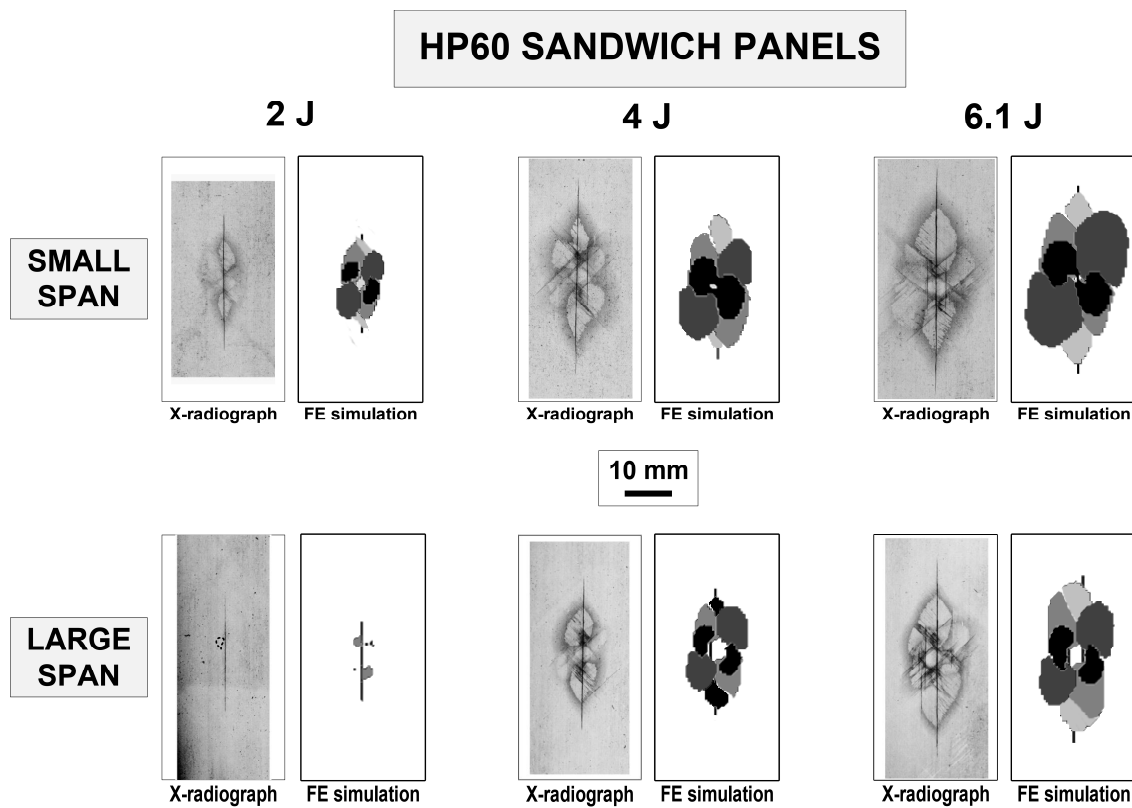 HP60 SANDWICH PANELS
2 J
4 J
6.1 J
SMALL
SPAN
X-radiograph
FE simulation
X-radiograph
FE simulation
X-radiograph
FE simulation
10 mm
LARGE
SPAN
X-radiograph
FE simulation
X-radiograph
FE simulation
X-radiograph
FE simulation